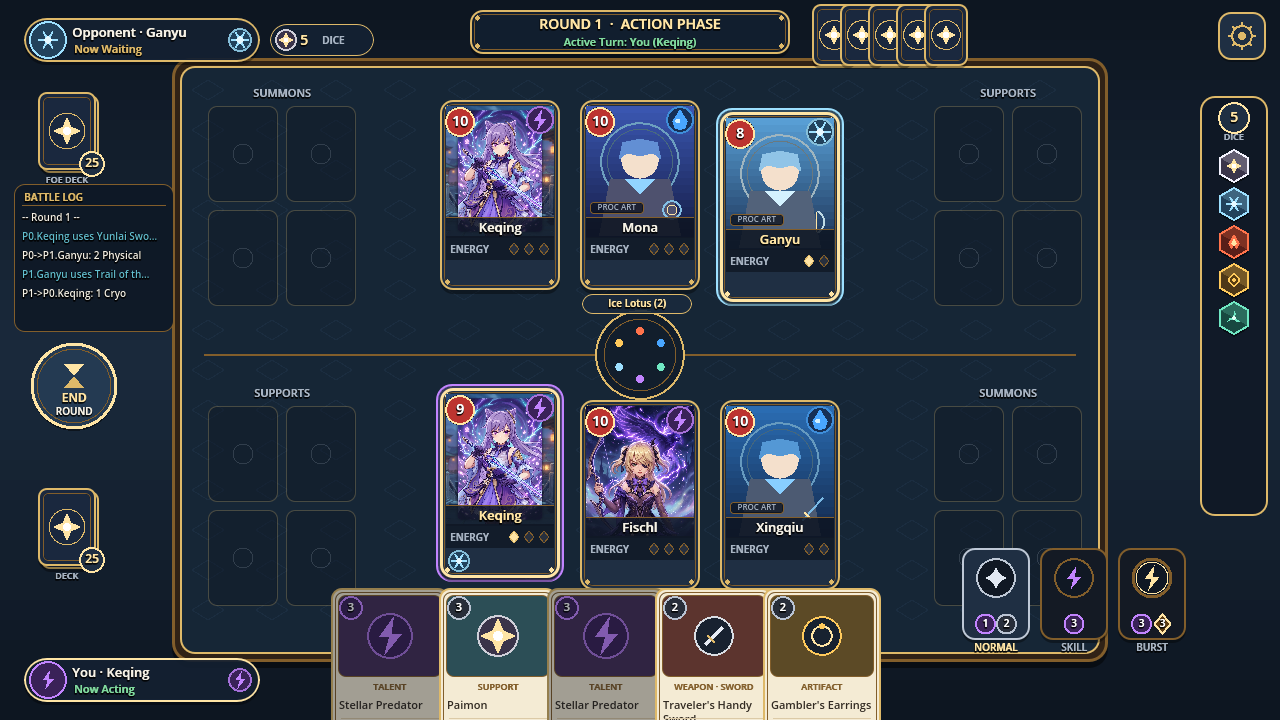 Opponent · Ganyu
Now Waiting
5 DICE
ROUND 1 · ACTION PHASE
Active Turn: You (Keqing)
25
FOE DECK
BATTLE LOG
-- Round 1 --
P0.Keqing uses Yunlai Swo...
P0->P1.Ganyu: 2 Physical
P1.Ganyu uses Trail of th...
P1->P0.Keqing: 1 Cryo
END
ROUND
25
DECK
You · Keqing
Now Acting
SUMMONS
SUPPORTS
10
Keqing
ENERGY
10
PROC ART
Mona
ENERGY
8
PROC ART
Ganyu
ENERGY
Ice Lotus (2)
SUPPORTS
SUMMONS
9
Keqing
ENERGY
10
Fischl
ENERGY
10
PROC ART
Xingqiu
ENERGY
3
TALENT
Stellar Predator
3
SUPPORT
Paimon
3
TALENT
Stellar Predator
2
WEAPON · SWORD
Traveler's Handy
Sword
2
ARTIFACT
Gambler's Earrings
1 2
NORMAL
3
SKILL
3 3
BURST
5
DICE